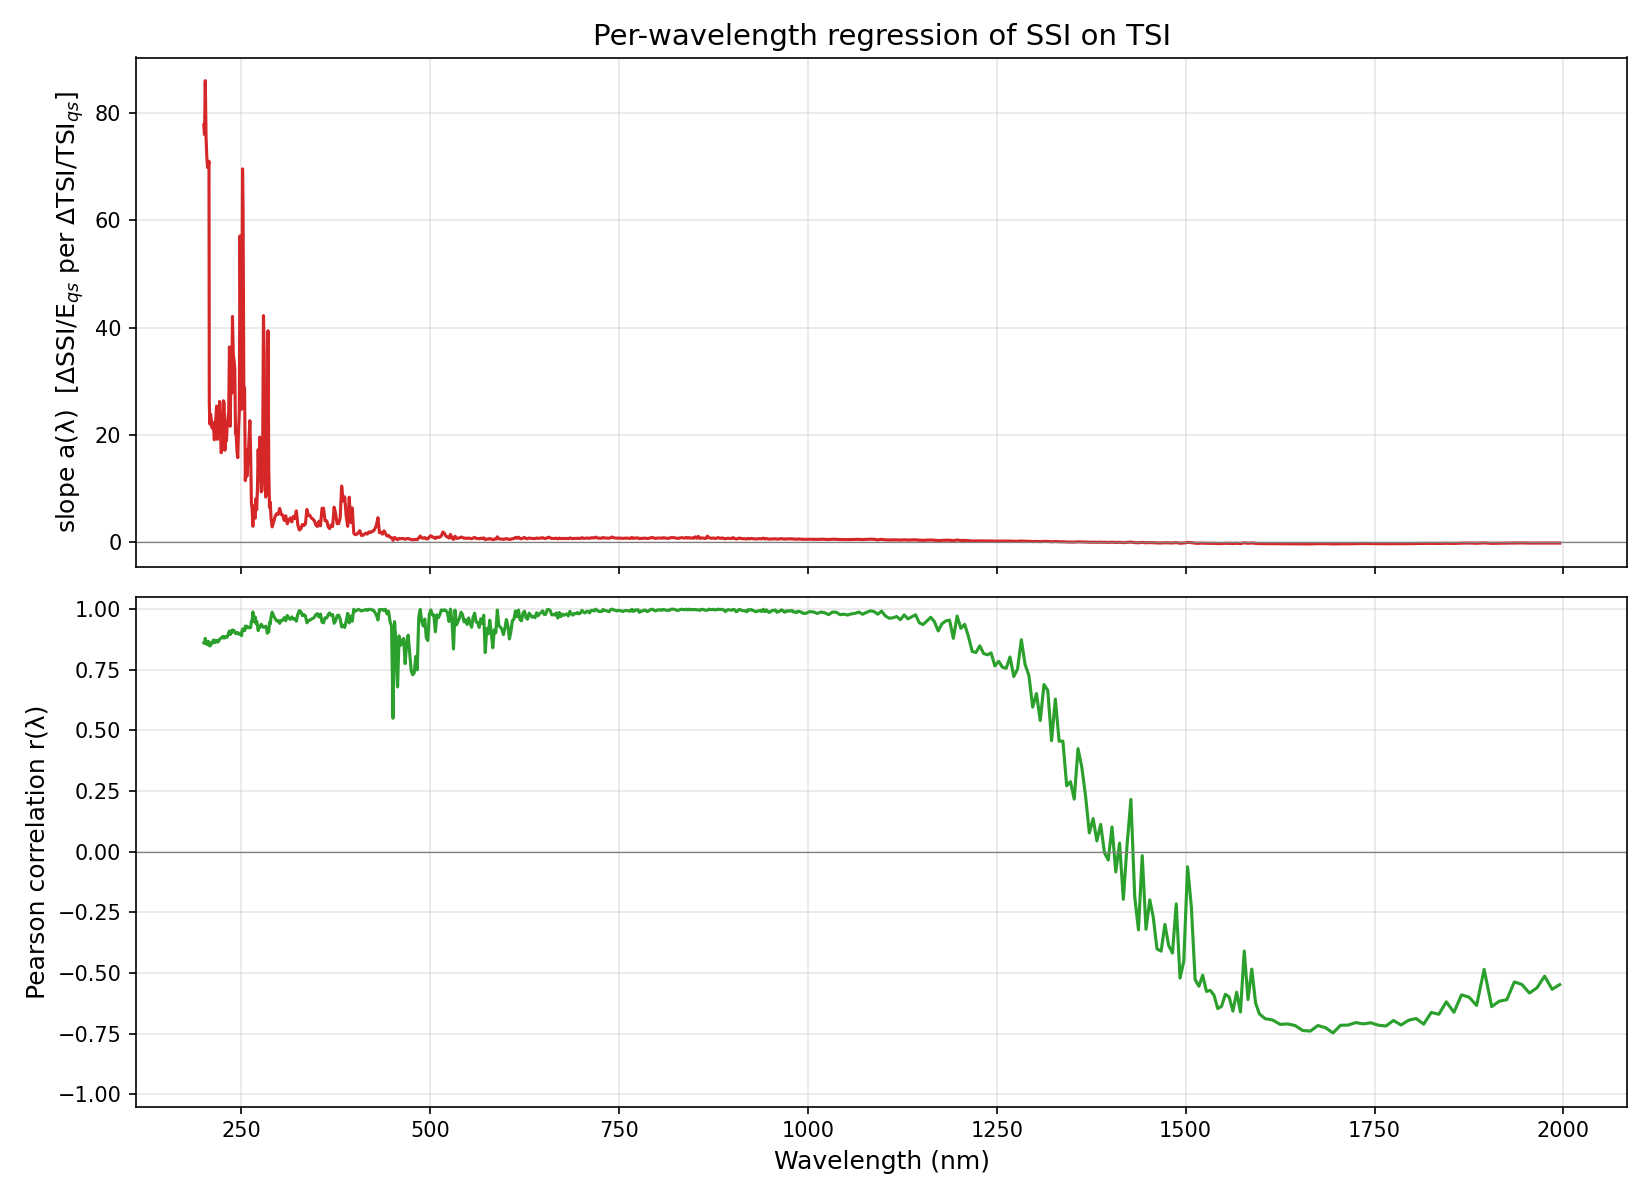 Per-wavelength regression of SSI on TSI
slope a(λ)  [ΔSSI/E_qs per ΔTSI/TSI_qs]
80
60
40
20
0
Pearson correlation r(λ)
1.00
0.75
0.50
0.25
0.00
−0.25
−0.50
−0.75
−1.00
250 500 750 1000 1250 1500 1750 2000
Wavelength (nm)